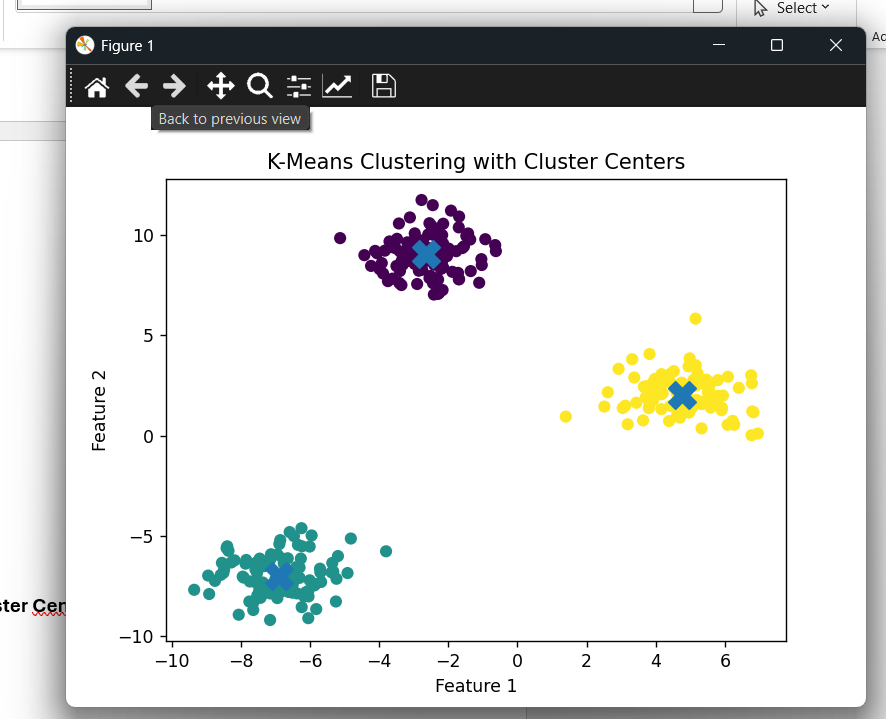 Select
Figure 1
Back to previous view
K-Means Clustering with Cluster Centers
10
5
0
−5
−10
Feature 2
−10 −8 −6 −4 −2 0 2 4 6
Feature 1
ster Cen